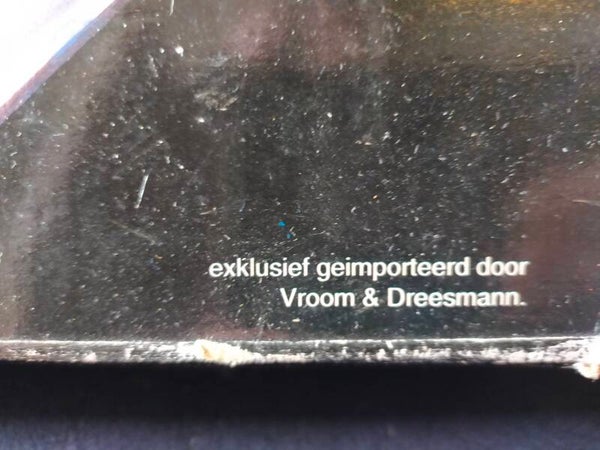 exklusief geimporteerd door
Vroom & Dreesmann.